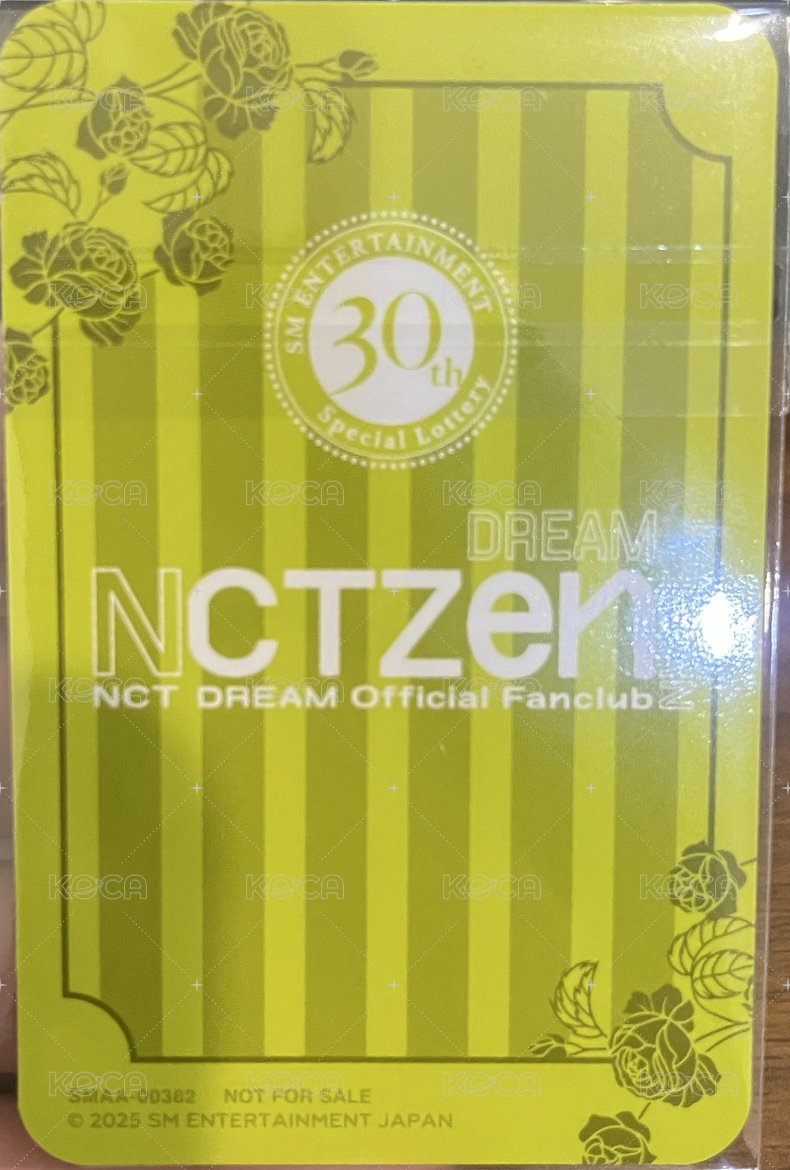 SM ENTERTAINMENT
30th
Special Lottery
DREAM
NCTzen
NCT DREAM Official Fanclub
SMAA-00382 NOT FOR SALE
© 2025 SM ENTERTAINMENT JAPAN
KOCA